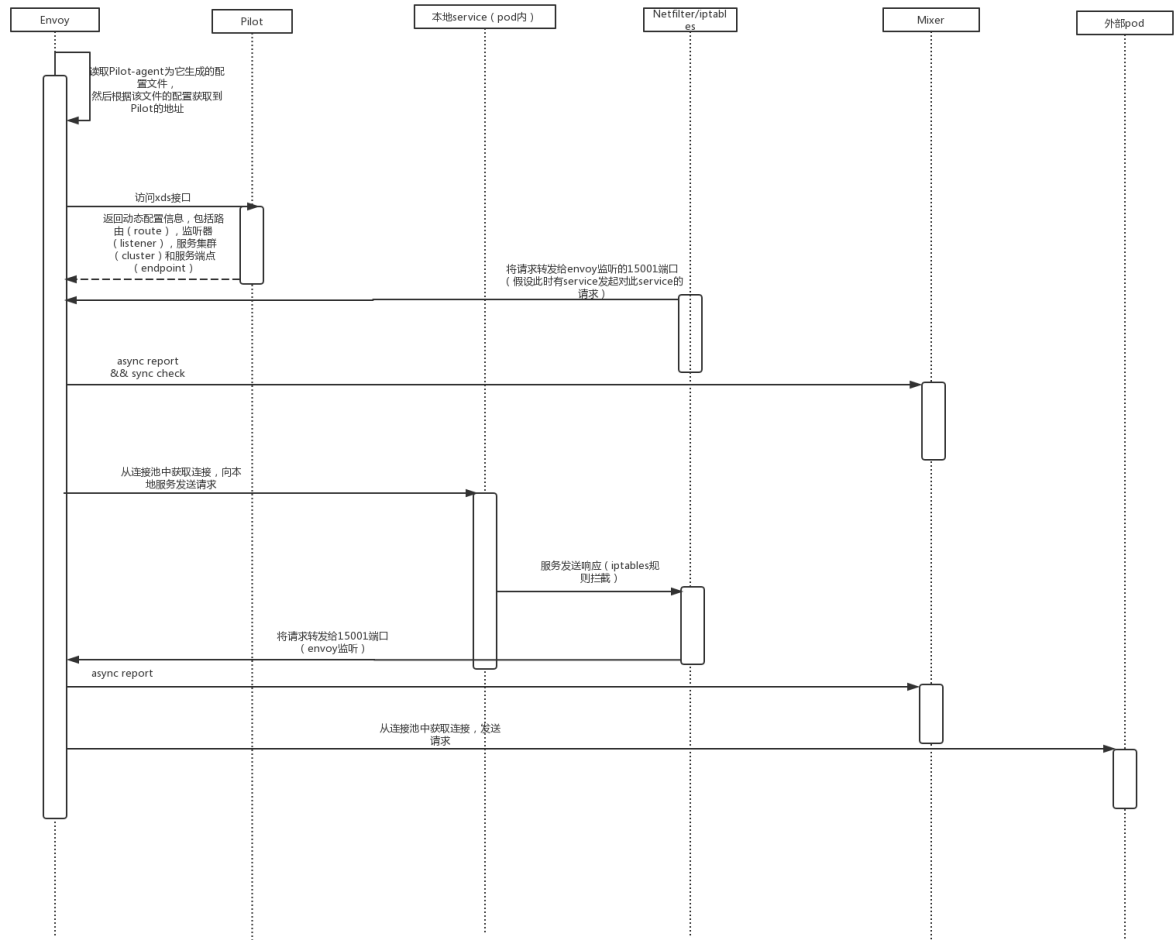 Envoy
Pilot
本地service（pod内）
Netfilter/iptabl
es
Mixer
外部pod
读取Pilot-agent为它生成的配
置文件，
然后根据该文件的配置获取到
Pilot的地址
访问xds接口
返回动态配置信息，包括路
由（route），监听器
（listener），服务集群
（cluster）和服务端点
（endpoint）
将请求转发给envoy监听的15001端口
（假设此时有service发起对此service的
请求）
async report
&& sync check
从连接池中获取连接，向本
地服务发送请求
服务发送响应（iptables规
则拦截）
将请求转发给15001端口
（envoy监听）
async report
从连接池中获取连接，发送
请求